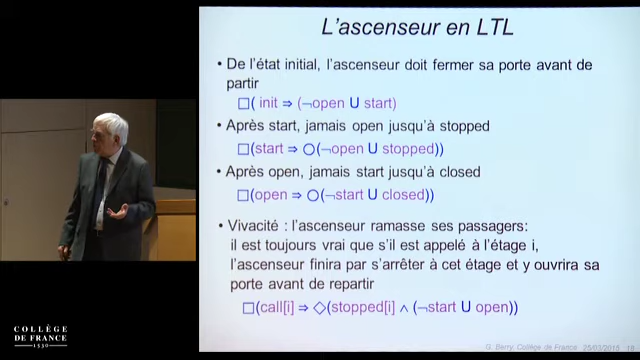 L'ascenseur en LTL
• De l'état initial, l'ascenseur doit fermer sa porte avant de
partir
□( init ⇒ (¬open U start)
• Après start, jamais open jusqu'à stopped
□(start ⇒ ○(¬open U stopped))
• Après open, jamais start jusqu'à closed
□(open ⇒ ○(¬start U closed))
• Vivacité : l'ascenseur ramasse ses passagers:
il est toujours vrai que s'il est appelé à l'étage i,
l'ascenseur finira par s'arrêter à cet étage et y ouvrira sa
porte avant de repartir
□(call[i] ⇒ ◇(stopped[i] ∧ (¬start U open))
G. Berry, Collège de France 25/03/2015 18
COLLÈGE
DE FRANCE
1530